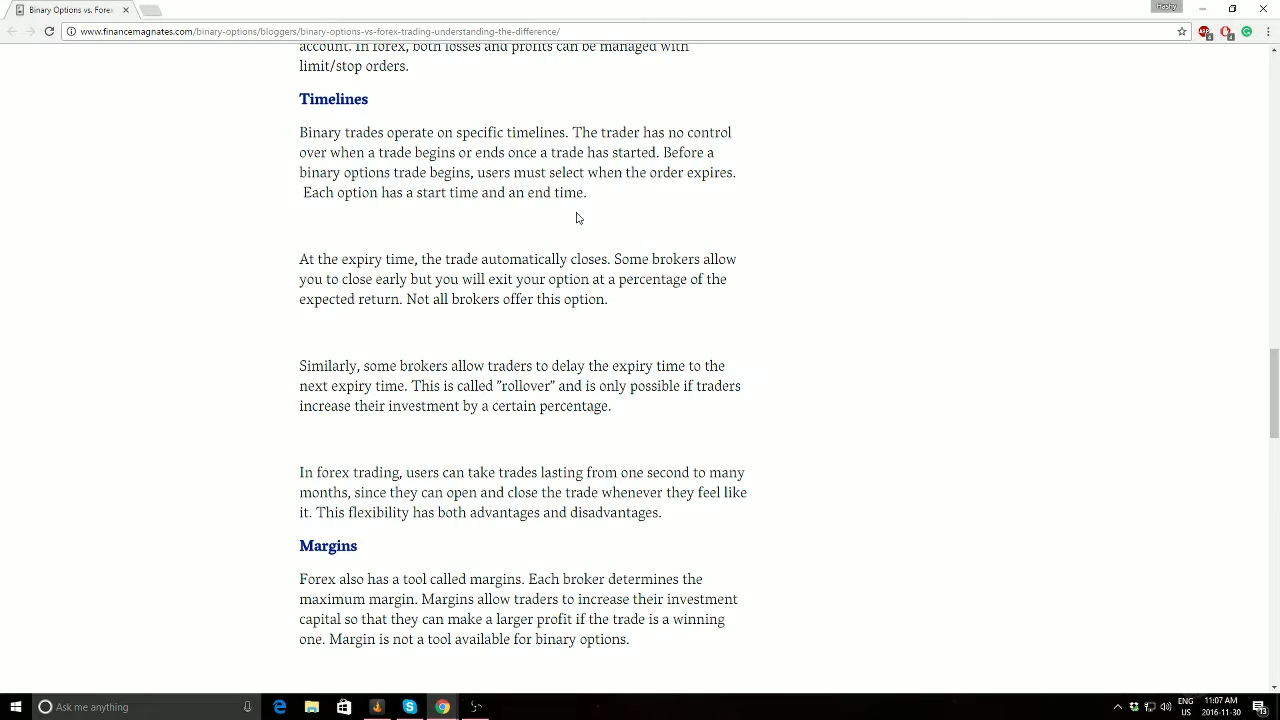 Binary Options vs. Forex
www.financemagnates.com/binary-options/bloggers/binary-options-vs-forex-trading-understanding-the-difference/
account. In forex, both losses and profits can be managed with
limit/stop orders.
Timelines
Binary trades operate on specific timelines. The trader has no control
over when a trade begins or ends once a trade has started. Before a
binary options trade begins, users must select when the order expires.
Each option has a start time and an end time.
At the expiry time, the trade automatically closes. Some brokers allow
you to close early but you will exit your option at a percentage of the
expected return. Not all brokers offer this option.
Similarly, some brokers allow traders to delay the expiry time to the
next expiry time. This is called "rollover" and is only possible if traders
increase their investment by a certain percentage.
In forex trading, users can take trades lasting from one second to many
months, since they can open and close the trade whenever they feel like
it. This flexibility has both advantages and disadvantages.
Margins
Forex also has a tool called margins. Each broker determines the
maximum margin. Margins allow traders to increase their investment
capital so that they can make a larger profit if the trade is a winning
one. Margin is not a tool available for binary options.
Ask me anything
ENG
US
11:07 AM
2016-11-30